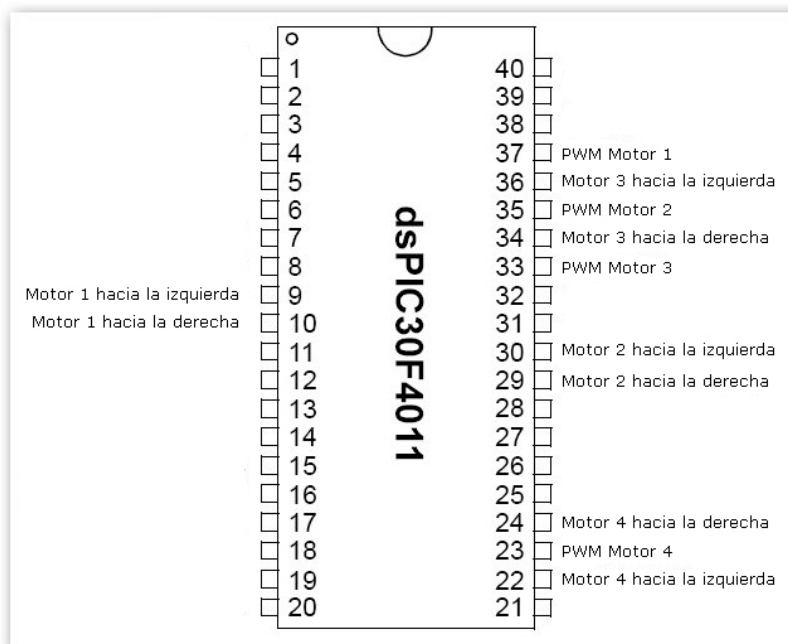 1 40
2 39
3 38
4 37 PWM Motor 1
5 36 Motor 3 hacia la izquierda
6 35 PWM Motor 2
7 34 Motor 3 hacia la derecha
8 33 PWM Motor 3
Motor 1 hacia la izquierda 9 32
Motor 1 hacia la derecha 10 31
11 30 Motor 2 hacia la izquierda
12 29 Motor 2 hacia la derecha
13 28
14 27
15 26
16 25
17 24 Motor 4 hacia la derecha
18 23 PWM Motor 4
19 22 Motor 4 hacia la izquierda
20 21
dsPIC30F4011